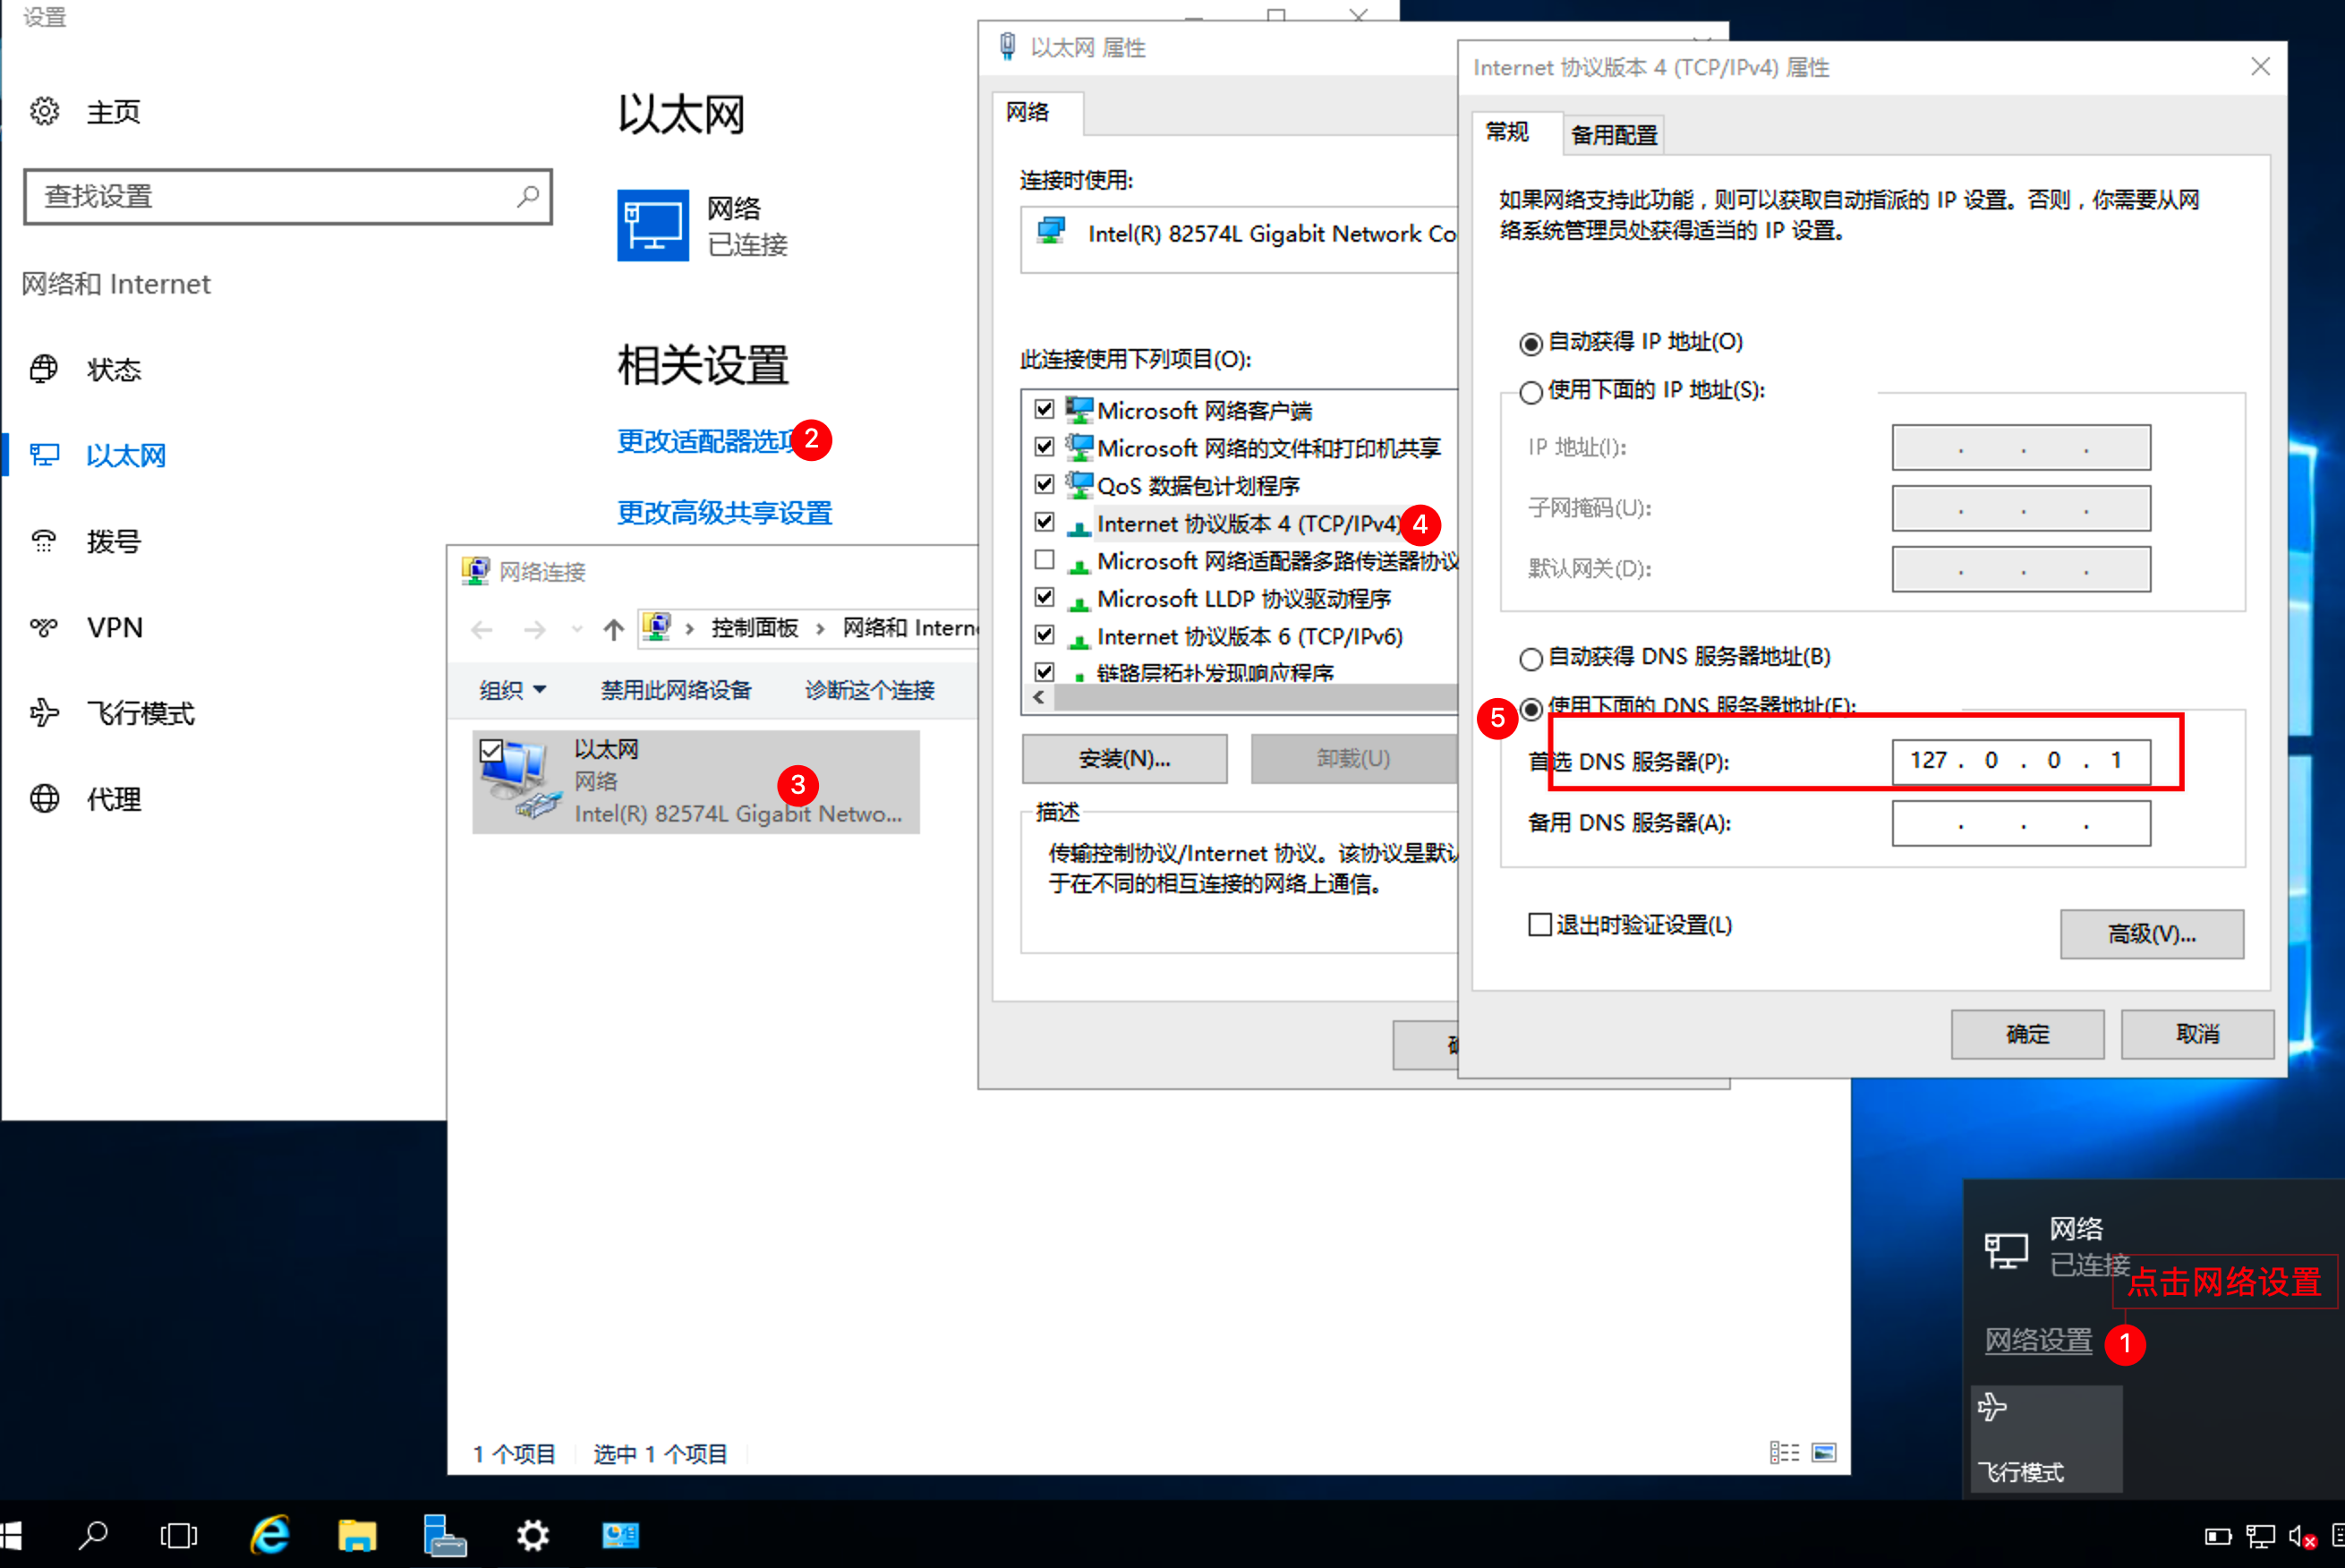 设置
主页
查找设置
网络和 Internet
状态
以太网
拨号
VPN
飞行模式
代理
以太网
网络
已连接
相关设置
更改适配器选项
2
更改高级共享设置
网络连接
控制面板
网络和
组织
禁用此网络设备
诊断这个连接
以太网
网络
3
Intel(R) 82574L Gigabit Netwo...
1 个项目
选中 1 个项目
以太网 属性
网络
连接时使用:
Intel(R) 82574L Gigabit Network Co
此连接使用下列项目(O):
Microsoft 网络客户端
Microsoft 网络的文件和打印机共享
QoS 数据包计划程序
Internet 协议版本 4 (TCP/IPv4)
4
Microsoft 网络适配器多路传送器协议
Microsoft LLDP 协议驱动程序
Internet 协议版本 6 (TCP/IPv6)
链路层拓扑发现响应程序
安装(N)...
卸载(U)
描述
传输控制协议/Internet 协议。该协议是默认
于在不同的相互连接的网络上通信。
Internet 协议版本 4 (TCP/IPv4) 属性
常规
备用配置
如果网络支持此功能，则可以获取自动指派的 IP 设置。否则，你需要从网
络系统管理员处获得适当的 IP 设置。
自动获得 IP 地址(O)
使用下面的 IP 地址(S):
IP 地址(I):
. . .
子网掩码(U):
. . .
默认网关(D):
. . .
自动获得 DNS 服务器地址(B)
5
使用下面的 DNS 服务器地址(E):
首选 DNS 服务器(P):
127 . 0 . 0 . 1
备用 DNS 服务器(A):
. . .
退出时验证设置(L)
高级(V)...
确定
取消
网络
已连接
点击网络设置
网络设置
1
飞行模式